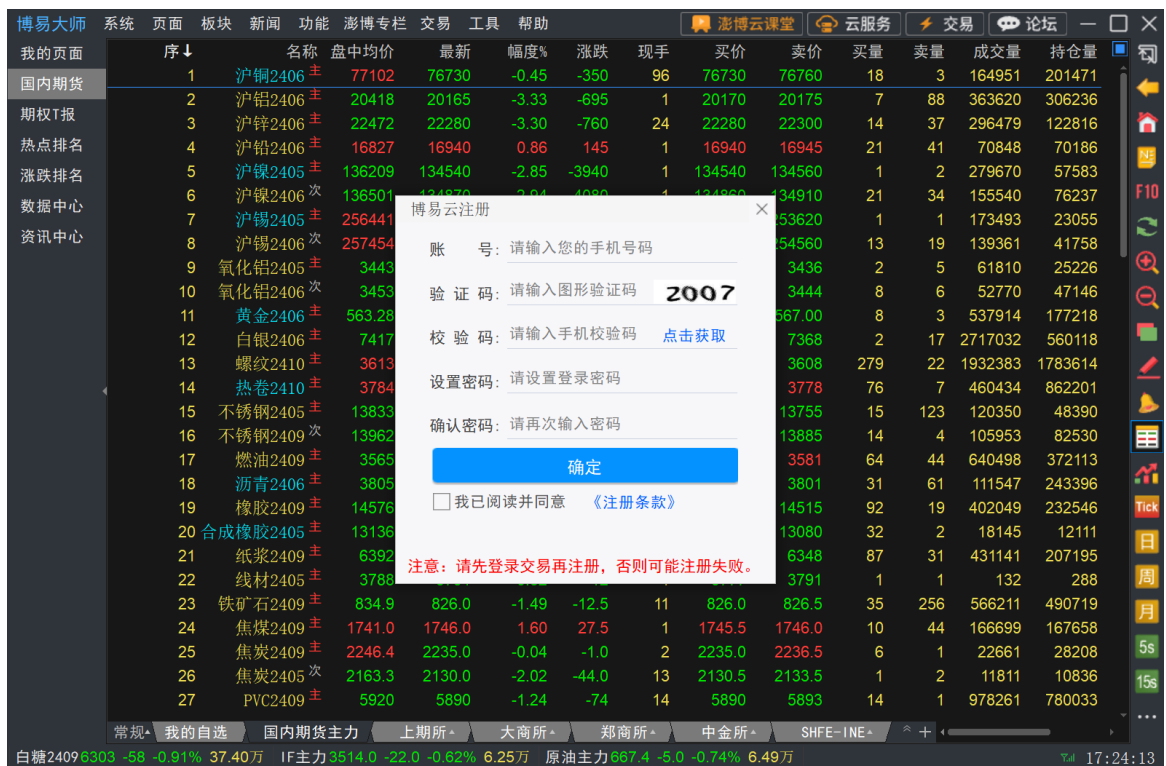 博易大师 系统 页面 板块 新闻 功能 澎博专栏 交易 工具 帮助 澎博云课堂 云服务 交易 论坛
我的页面
国内期货
期权T报
热点排名
涨跌排名
数据中心
资讯中心
序↓ 名称 盘中均价 最新 幅度% 涨跌 现手 买价 卖价 买量 卖量 成交量 持仓量
1 沪铜2406 主 77102 76730 -0.45 -350 96 76730 76760 18 3 164951 201471
2 沪铝2406 主 20418 20165 -3.33 -695 1 20170 20175 7 88 363620 306236
3 沪锌2406 主 22472 22280 -3.30 -760 24 22280 22300 14 37 296479 122816
4 沪铅2406 主 16827 16940 0.86 145 1 16940 16945 21 41 70848 70186
5 沪镍2405 主 136209 134540 -2.85 -3940 1 134540 134560 1 2 279670 57583
6 沪镍2406 次 136501 134910 21 34 155540 76237
7 沪锡2405 主 256441 253620 1 1 173493 23055
8 沪锡2406 次 257454 254560 13 19 139361 41758
9 氧化铝2405 主 3443 3436 2 5 61810 25226
10 氧化铝2406 次 3453 3444 8 6 52770 47146
11 黄金2406 主 563.28 567.00 8 3 537914 177218
12 白银2406 主 7417 7368 2 17 2717032 560118
13 螺纹2410 主 3613 3608 279 22 1932383 1783614
14 热卷2410 主 3784 3778 76 7 460434 862201
15 不锈钢2405 主 13833 13755 15 123 120350 48390
16 不锈钢2409 次 13962 13885 14 4 105953 82530
17 燃油2409 主 3565 3581 64 44 640498 372113
18 沥青2406 主 3805 3801 31 61 111547 243396
19 橡胶2409 主 14576 14515 92 19 402049 232546
20 合成橡胶2405 主 13136 13080 32 2 18145 12111
21 纸浆2409 主 6392 6348 87 31 431141 207195
22 线材2405 主 3788 3791 1 1 132 288
23 铁矿石2409 主 834.9 826.0 -1.49 -12.5 11 826.0 826.5 35 256 566211 490719
24 焦煤2409 主 1741.0 1746.0 1.60 27.5 1 1745.5 1746.0 10 44 166699 167658
25 焦炭2409 主 2246.4 2235.0 -0.04 -1.0 2 2235.0 2236.5 6 1 22661 28208
26 焦炭2405 次 2163.3 2130.0 -2.02 -44.0 13 2130.5 2133.5 1 2 11811 10836
27 PVC2409 主 5920 5890 -1.24 -74 14 5890 5893 14 1 978261 780033
博易云注册
账 号: 请输入您的手机号码
验 证 码: 请输入图形验证码 2007
校 验 码: 请输入手机校验码 点击获取
设置密码: 请设置登录密码
确认密码: 请再次输入密码
确定
我已阅读并同意 《注册条款》
注意: 请先登录交易再注册, 否则可能注册失败。
F10
Tick
日
周
月
5s
15s
常规 我的自选 国内期货主力 上期所 大商所 郑商所 中金所 SHFE-INE
白糖2409 6303 -58 -0.91% 37.40万 IF主力 3514.0 -22.0 -0.62% 6.25万 原油主力 667.4 -5.0 -0.74% 6.49万 17:24:13